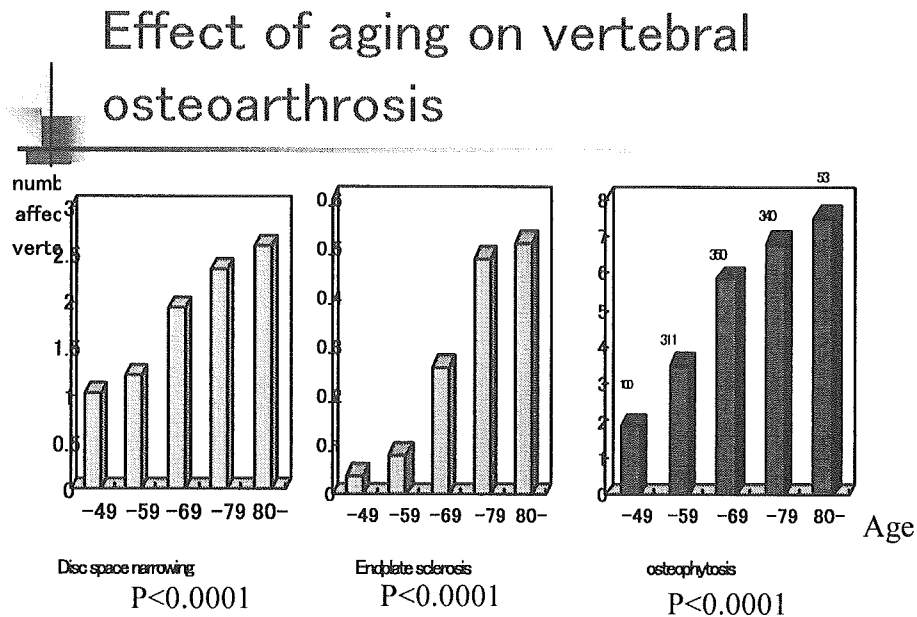 Effect of aging on vertebral
osteoarthrosis
numb
affec
verte
3
2.5
2
1.5
1
0.5
0
-49 -59 -69 -79 80-
Disc space narrowing
P<0.0001
0.6
0.5
0.4
0.3
0.2
0.1
0
-49 -59 -69 -79 80-
Endplate sclerosis
P<0.0001
8
7
6
5
4
3
2
1
0
100
311
340
53
-49 -59 -69 -79 80-
Age
osteophytosis
P<0.0001